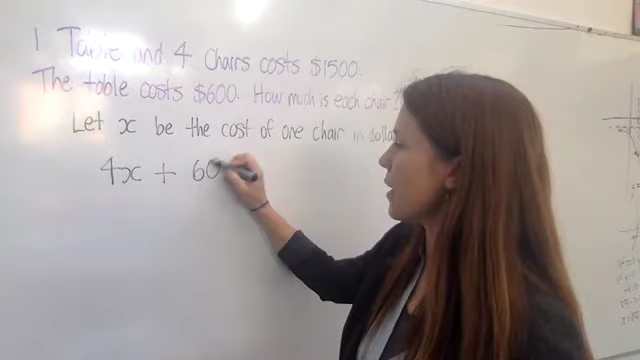 1 Table and 4 Chairs costs $1500.
The table costs $600. How much is each chair?
Let x be the cost of one chair in dolla
4x + 60